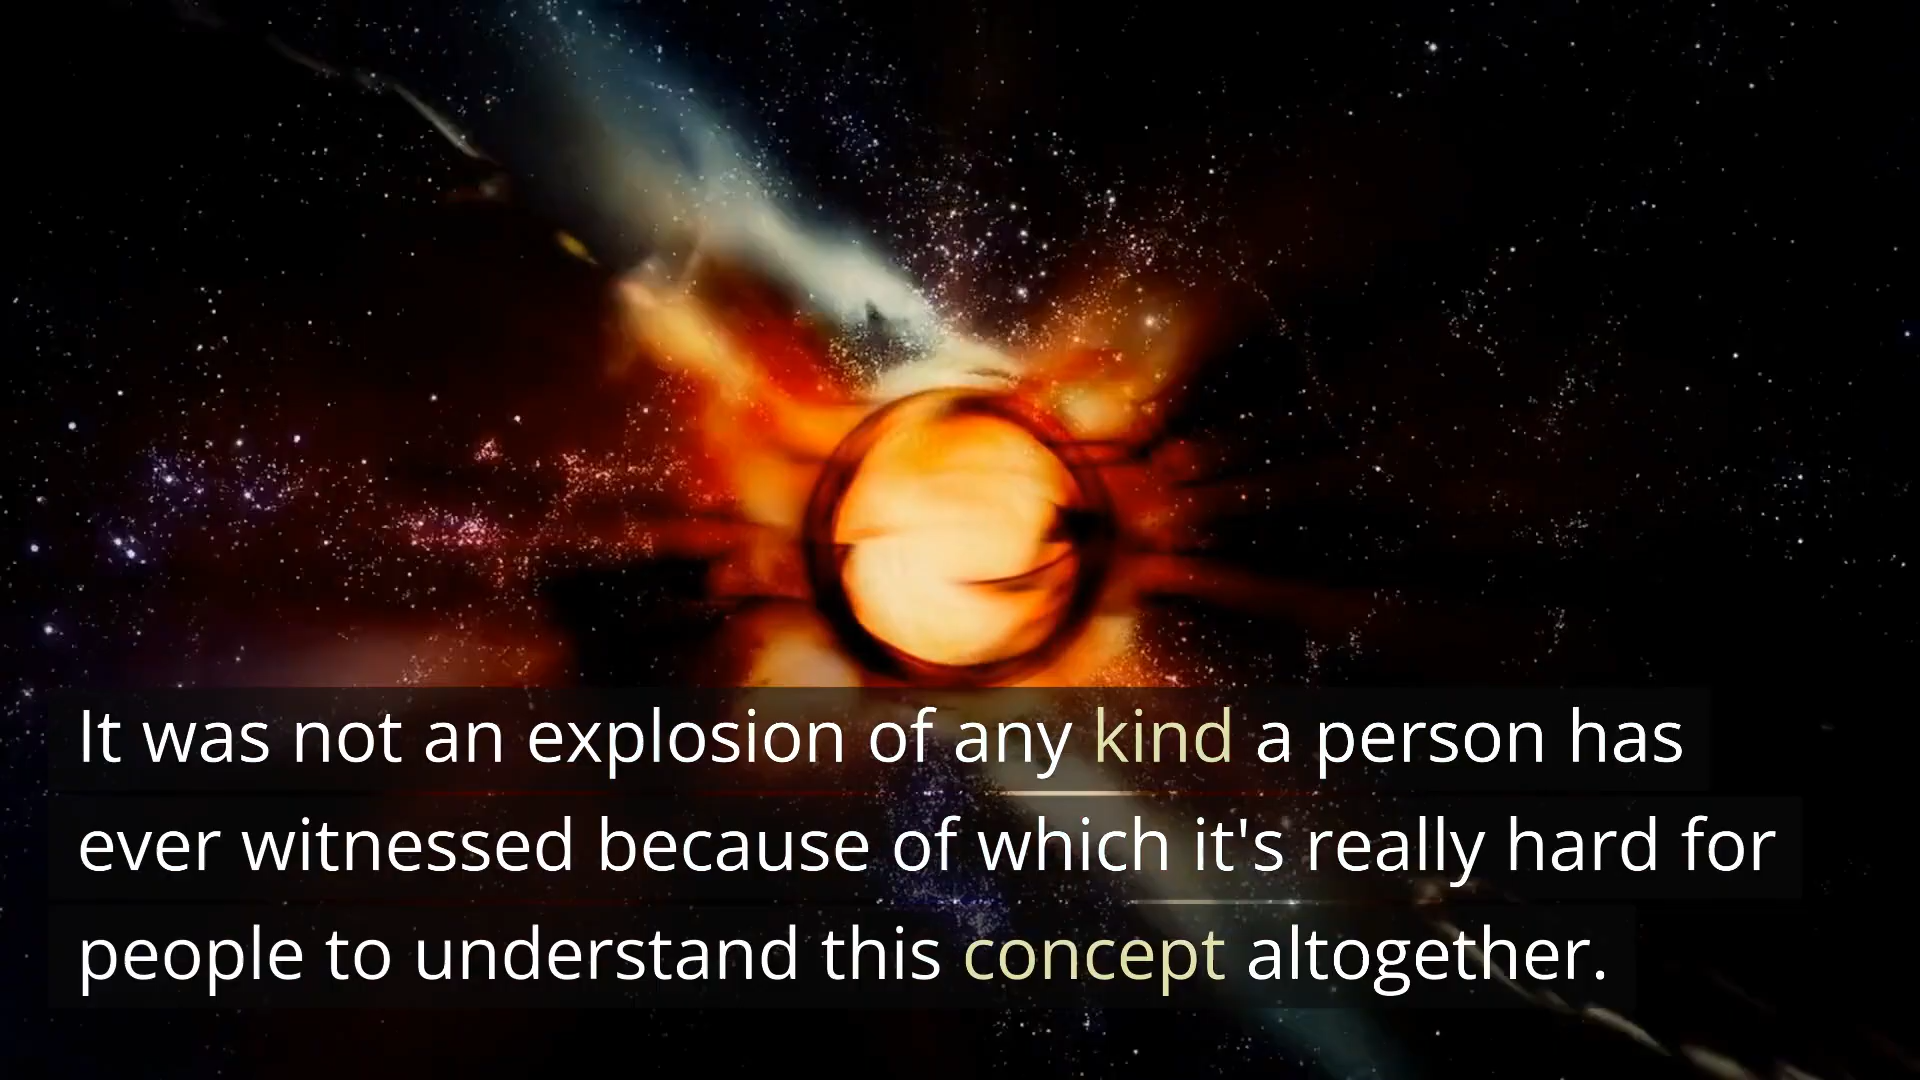 It was not an explosion of any kind a person has
ever witnessed because of which it's really hard for
people to understand this concept altogether.